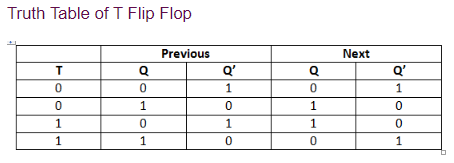 Truth Table of T Flip Flop
Previous Next
T Q Q' Q Q'
0 0 1 0 1
0 1 0 1 0
1 0 1 1 0
1 1 0 0 1